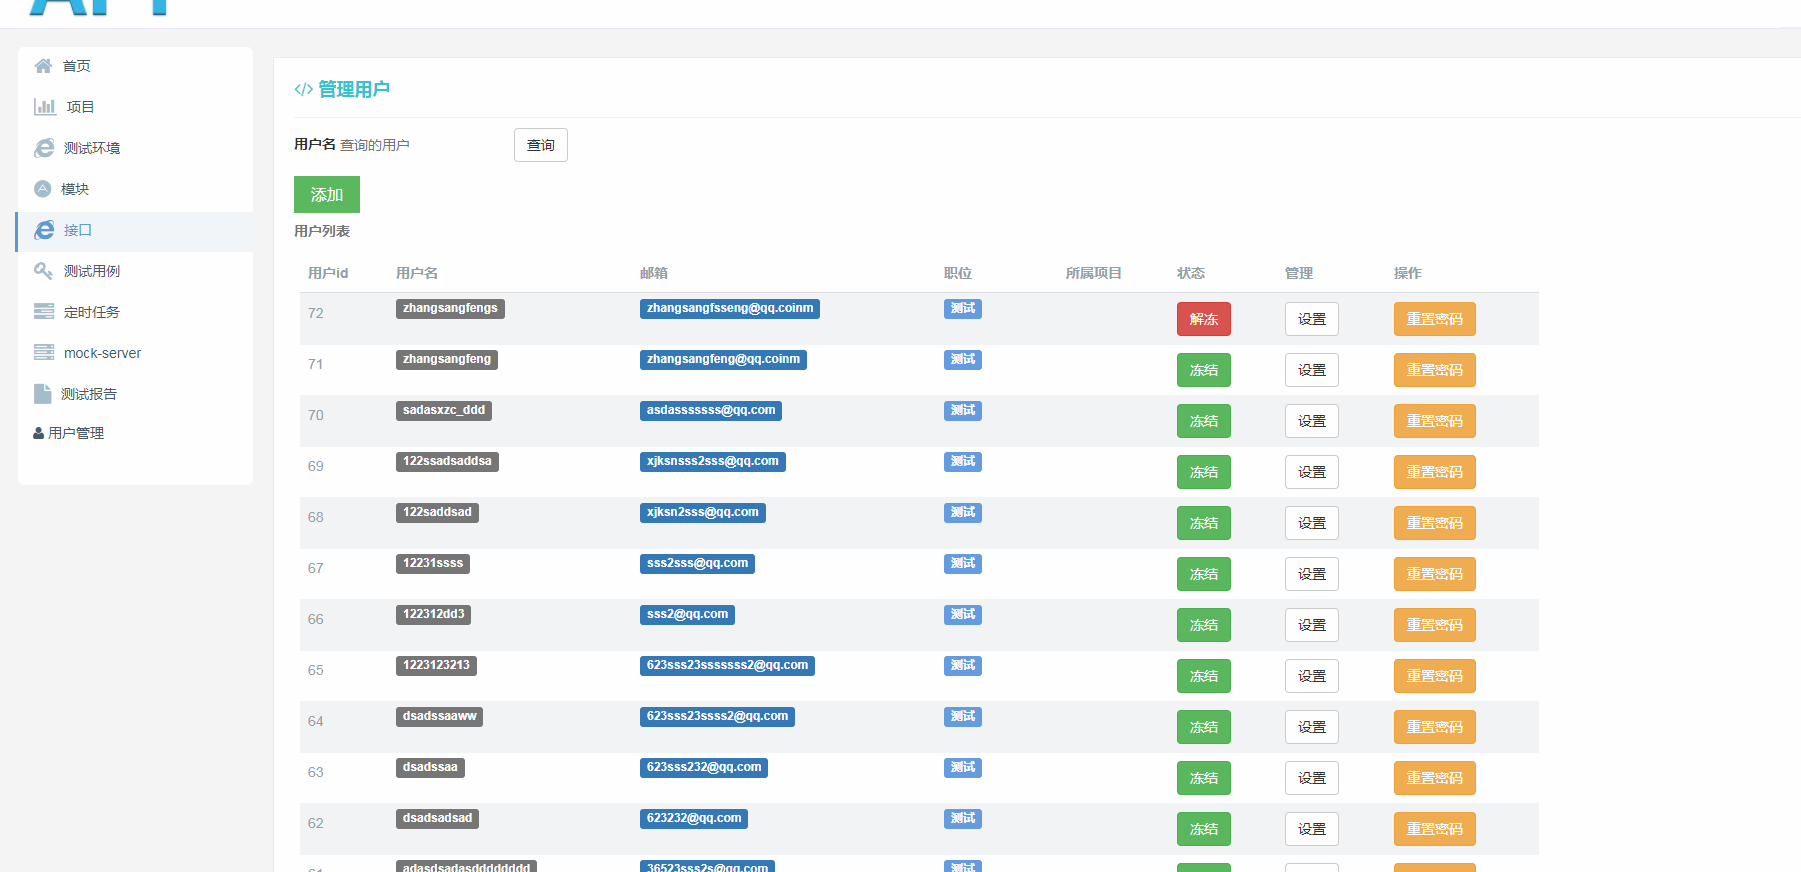 首页
项目
测试环境
模块
接口
测试用例
定时任务
mock-server
测试报告
用户管理
</> 管理用户
用户名 查询的用户 查询
添加
用户列表
用户id 用户名 邮箱 职位 所属项目 状态 管理 操作
72 zhangsangfengs zhangsangfsseng@qq.coinm 测试 解冻 设置 重置密码
71 zhangsangfeng zhangsangfeng@qq.coinm 测试 冻结 设置 重置密码
70 sadasxzc_ddd asdasssssss@qq.com 测试 冻结 设置 重置密码
69 122ssadsaddsa xjksnsss2sss@qq.com 测试 冻结 设置 重置密码
68 122saddsad xjksn2sss@qq.com 测试 冻结 设置 重置密码
67 12231ssss sss2sss@qq.com 测试 冻结 设置 重置密码
66 122312dd3 sss2@qq.com 测试 冻结 设置 重置密码
65 1223123213 623sss23sssssss2@qq.com 测试 冻结 设置 重置密码
64 dsadssaaww 623sss23ssss2@qq.com 测试 冻结 设置 重置密码
63 dsadssaa 623sss232@qq.com 测试 冻结 设置 重置密码
62 dsadsadsad 623232@qq.com 测试 冻结 设置 重置密码
61 adasdsadasddddddddd 36523sss2s@qq.com 测试